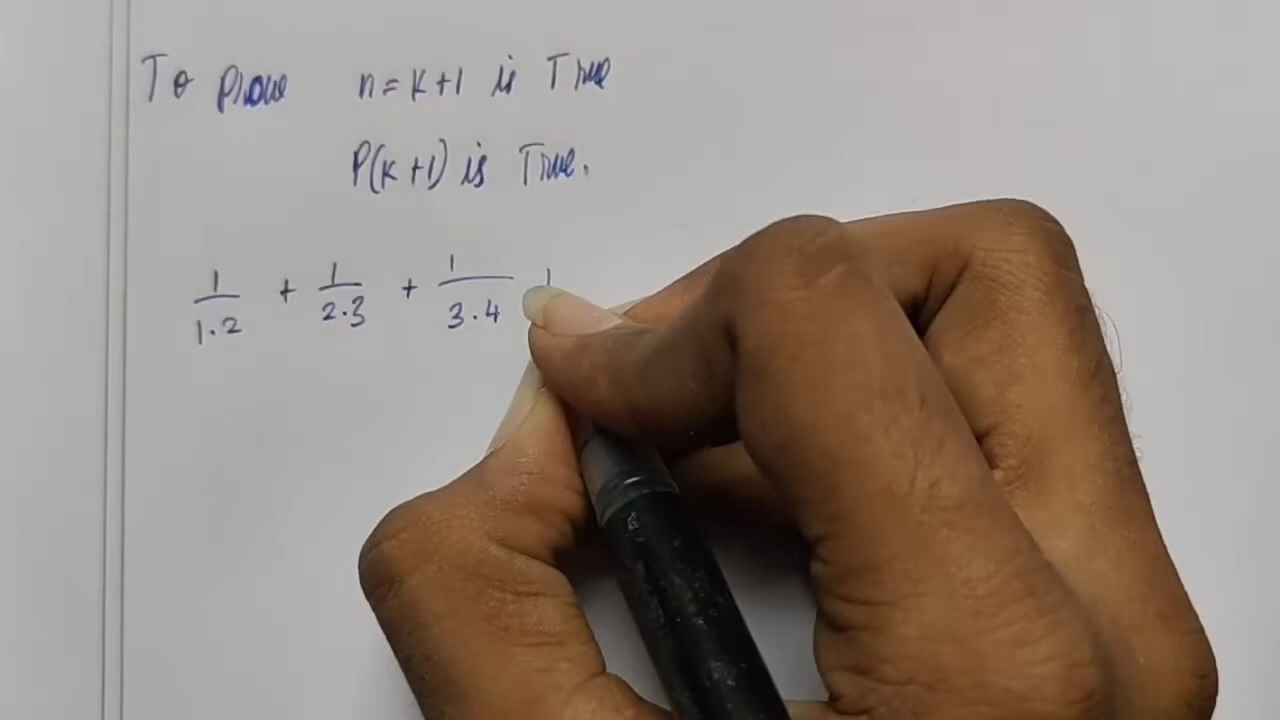 To prove n = k+1 is True
P(k+1) is True.
1/1.2 + 1/2.3 + 1/3.4